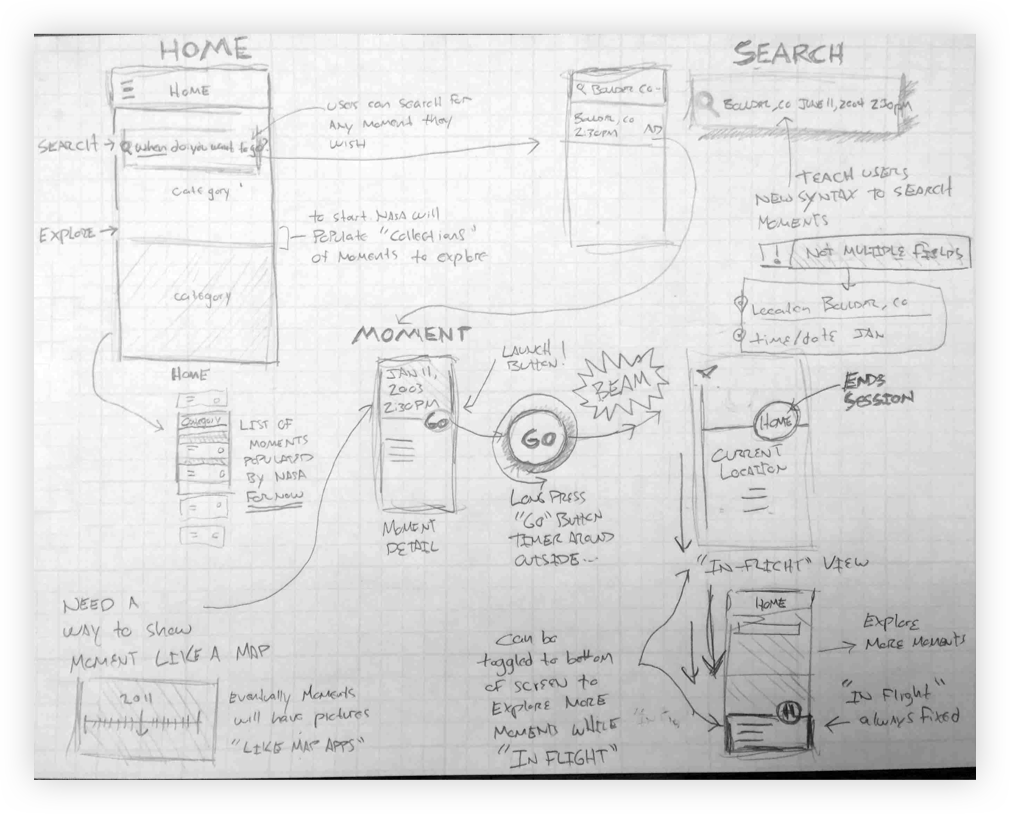 HOME
HOME
SEARCH
when do you want to go?
users can search for
any moment they
wish
category
EXPLORE
to start NASA will
populate "collections"
of moments to explore
category
HOME
Category
LIST OF
MOMENTS
POPULATED
BY NASA
FOR NOW
SEARCH
BOULDER, CO
2:30PM
BOULDER, CO JUNE 11, 2004 2:30PM
TEACH USERS
NEW SYNTAX TO SEARCH
MOMENTS
! NOT MULTIPLE FIELDS
Location BOULDER, CO
time/date JAN
MOMENT
JAN 11,
2003
2:30PM
GO
MOMENT
DETAIL
LAUNCH!
BUTTON!
GO
LONG PRESS
"GO" BUTTON
TIMER AROUND
OUTSIDE...
BEAM
HOME
ENDS
SESSION
CURRENT
LOCATION
"IN-FLIGHT" VIEW
HOME
EXPLORE
MORE MOMENTS
"IN Flight"
always fixed
can be
toggled to bottom
of screen to
EXPLORE MORE
MOMENTS WHILE
"IN FLIGHT"
NEED A
WAY to show
MOMENT LIKE A MAP
2011
Eventually Moments
will have pictures
"LIKE MAP APPS"